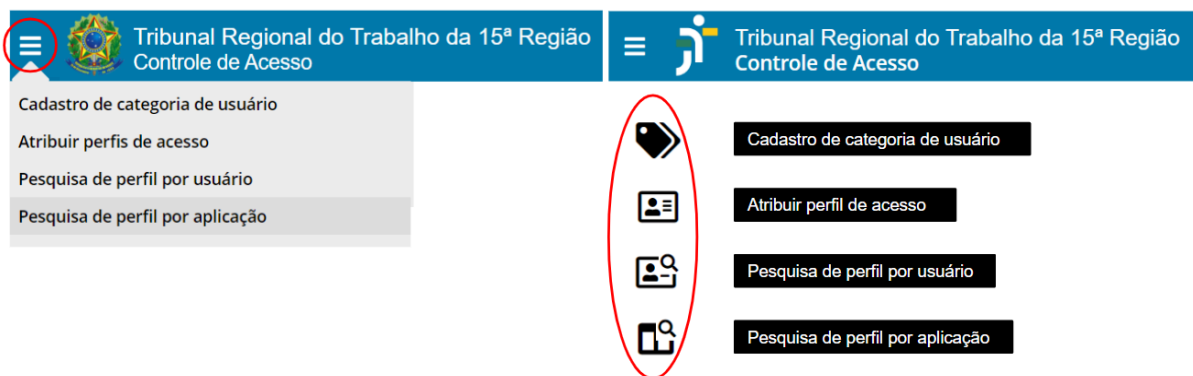 Tribunal Regional do Trabalho da 15ª Região
Controle de Acesso
Cadastro de categoria de usuário
Atribuir perfis de acesso
Pesquisa de perfil por usuário
Pesquisa de perfil por aplicação
Tribunal Regional do Trabalho da 15ª Região
Controle de Acesso
Cadastro de categoria de usuário
Atribuir perfil de acesso
Pesquisa de perfil por usuário
Pesquisa de perfil por aplicação